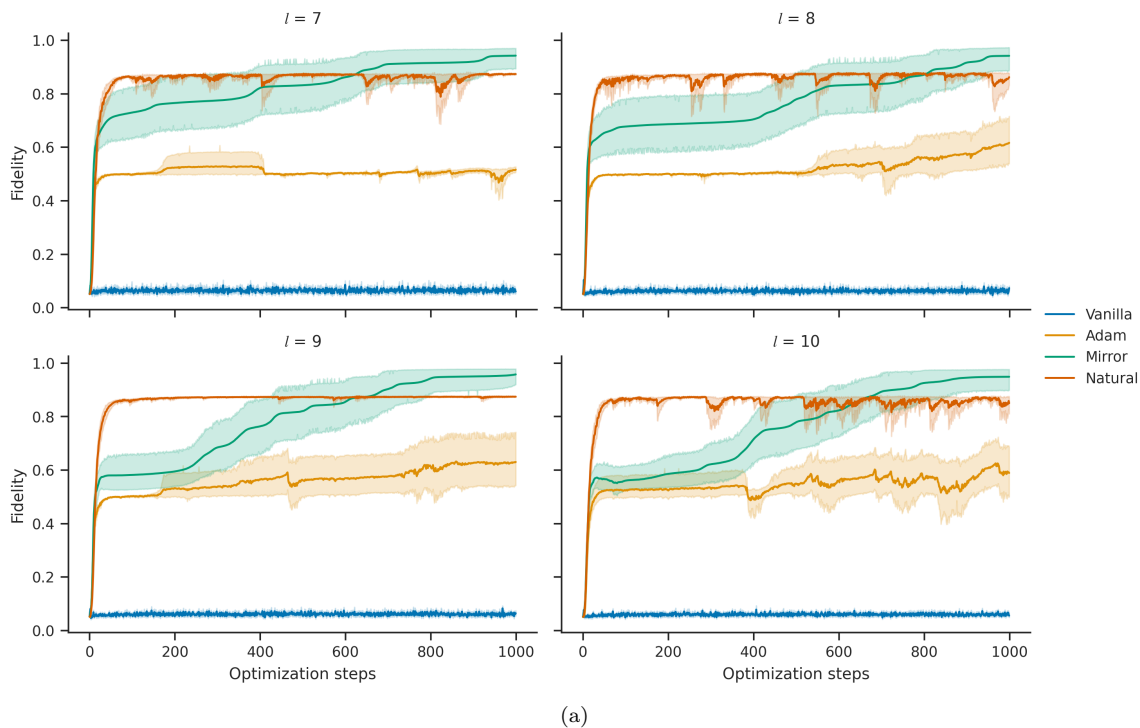 l = 7
l = 8
1.0
0.8
0.6
0.4
0.2
0.0
Fidelity
l = 9
l = 10
1.0
0.8
0.6
0.4
0.2
0.0
Fidelity
0 200 400 600 800 1000
0 200 400 600 800 1000
Optimization steps
Optimization steps
Vanilla
Adam
Mirror
Natural
(a)